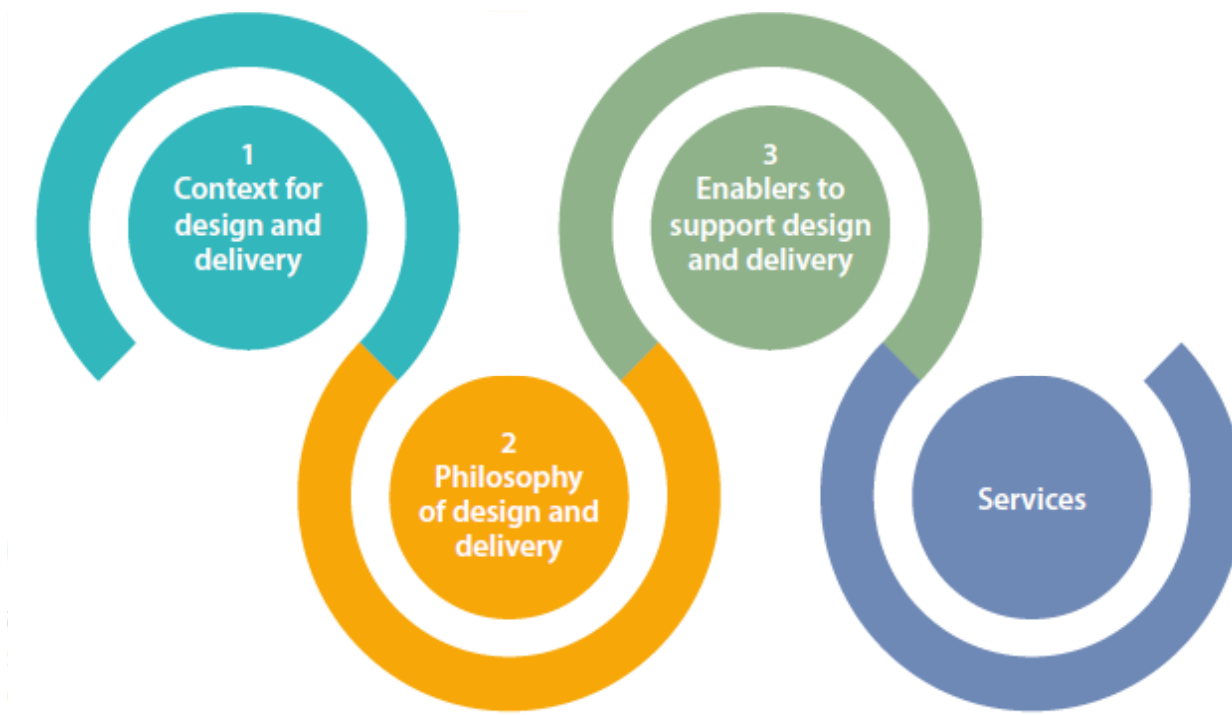 1
Context for
design and
delivery
2
Philosophy
of design and
delivery
3
Enablers to
support design
and delivery
Services